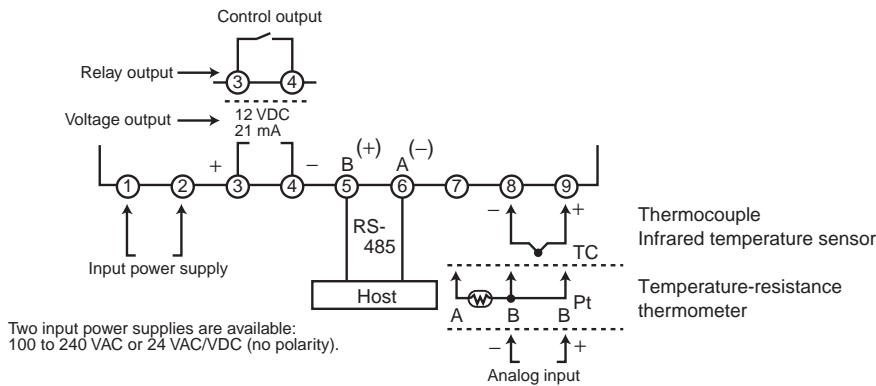 Control output
Relay output
3 4
Voltage output
12 VDC
21 mA
+ − B (+) A (−)
1 2 3 4 5 6 7 8 9
− +
RS-
485
TC
Thermocouple
Infrared temperature sensor
Input power supply
Host
A B B Pt
Temperature-resistance
thermometer
Two input power supplies are available:
100 to 240 VAC or 24 VAC/VDC (no polarity).
− +
Analog input